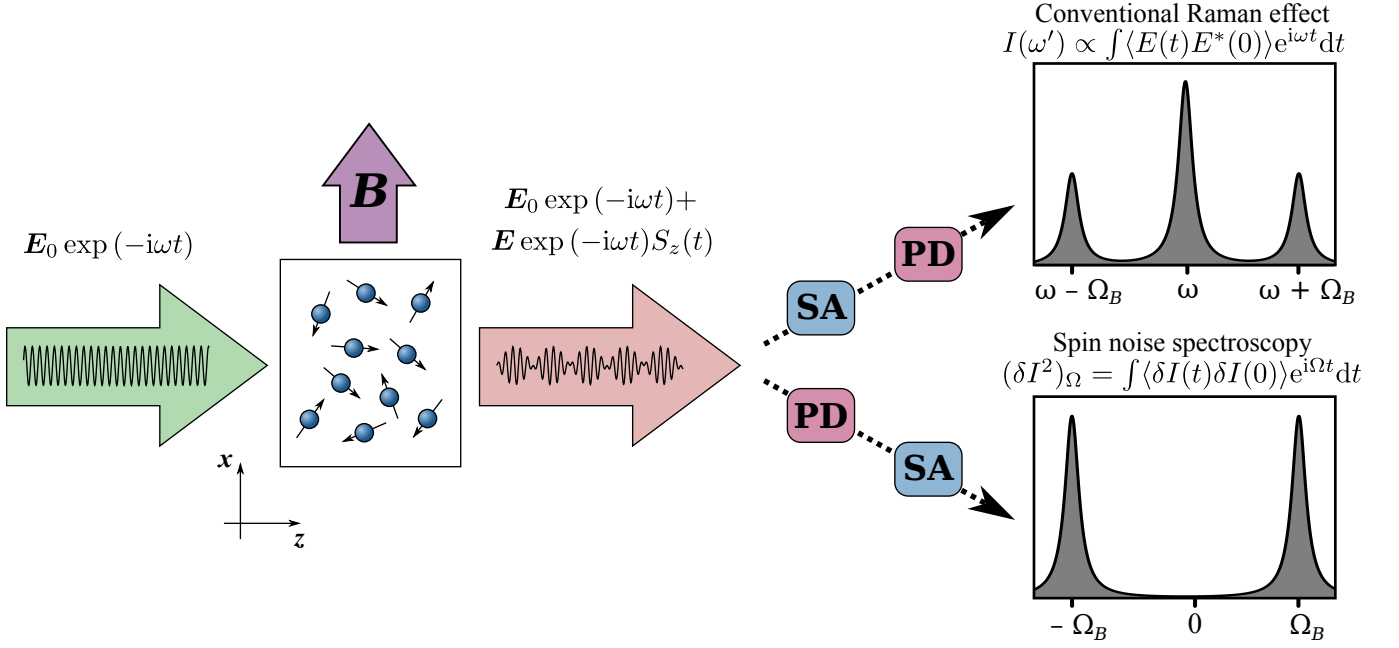 E₀ exp (−iωt)
B
x
z
E₀ exp (−iωt)+
E exp (−iωt)S_z(t)
SA
PD
PD
SA
Conventional Raman effect
I(ω′) ∝ ∫⟨E(t)E*(0)⟩e^{iωt}dt
ω – Ω_B ω ω + Ω_B
Spin noise spectroscopy
(δI²)_Ω = ∫⟨δI(t)δI(0)⟩e^{iΩt}dt
– Ω_B 0 Ω_B